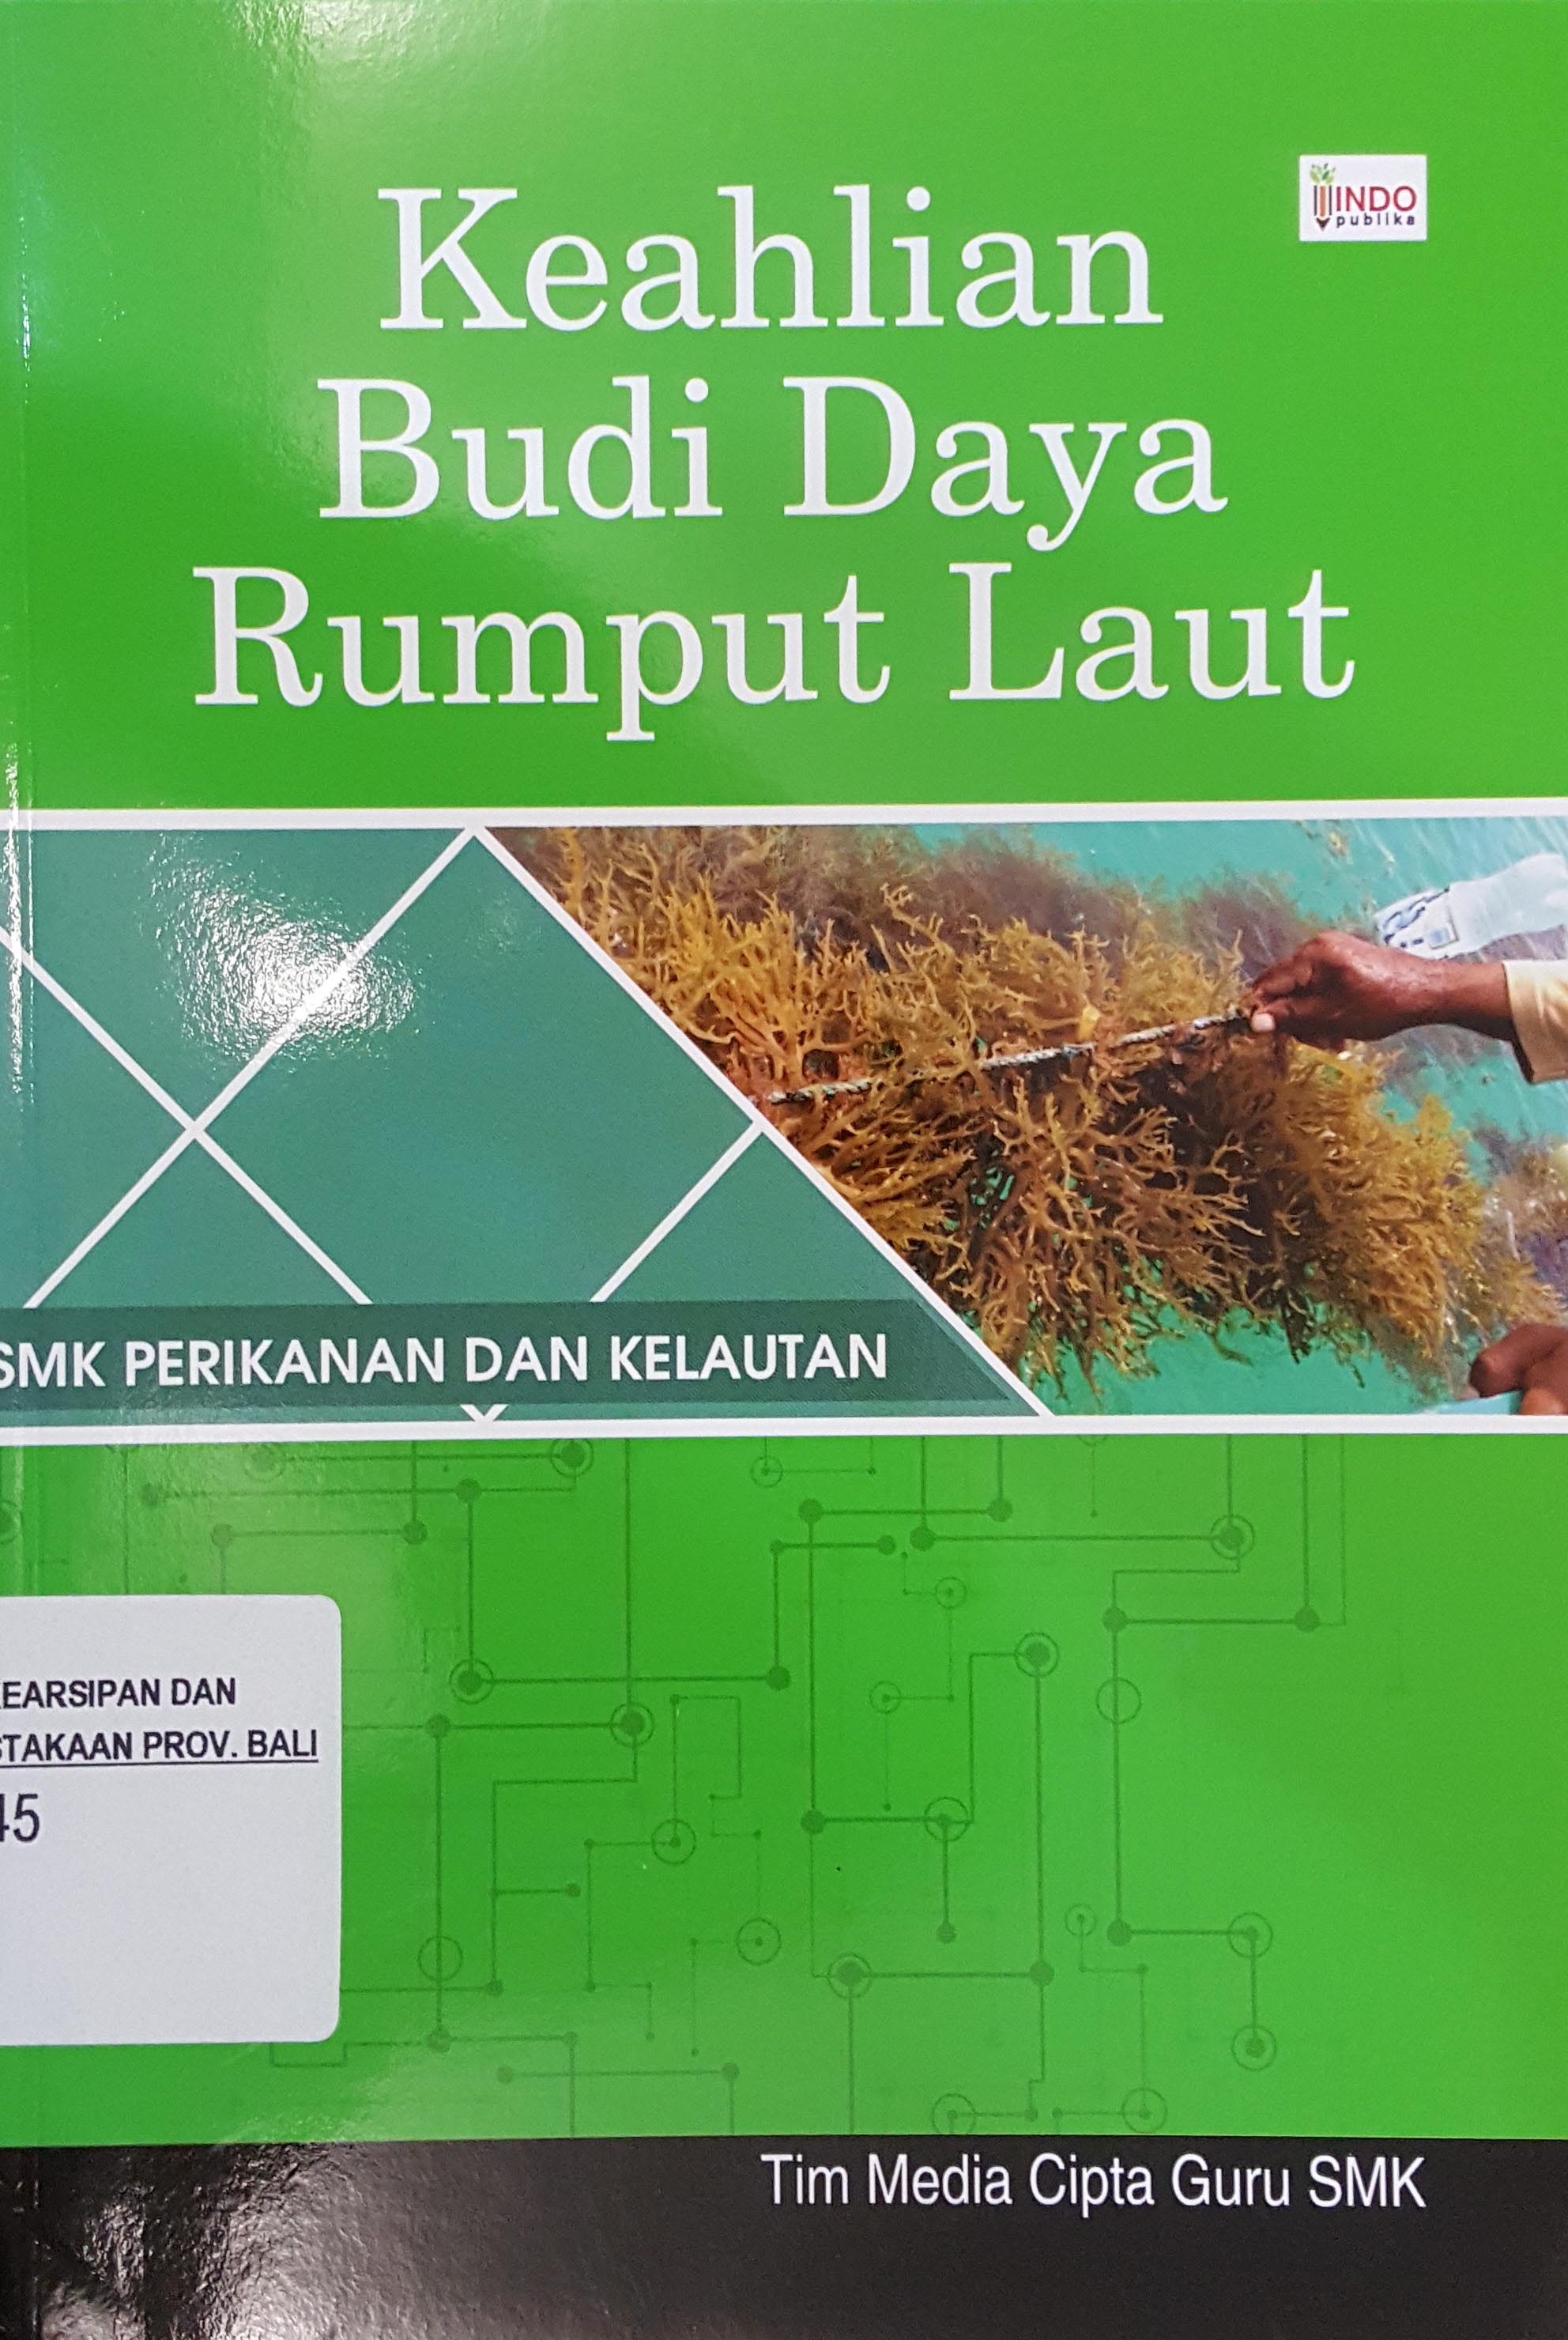 INDO
publika
Keahlian
Budi Daya
Rumput Laut
SMK PERIKANAN DAN KELAUTAN
EARSIPAN DAN
STAKAAN PROV. BALI
45
Tim Media Cipta Guru SMK